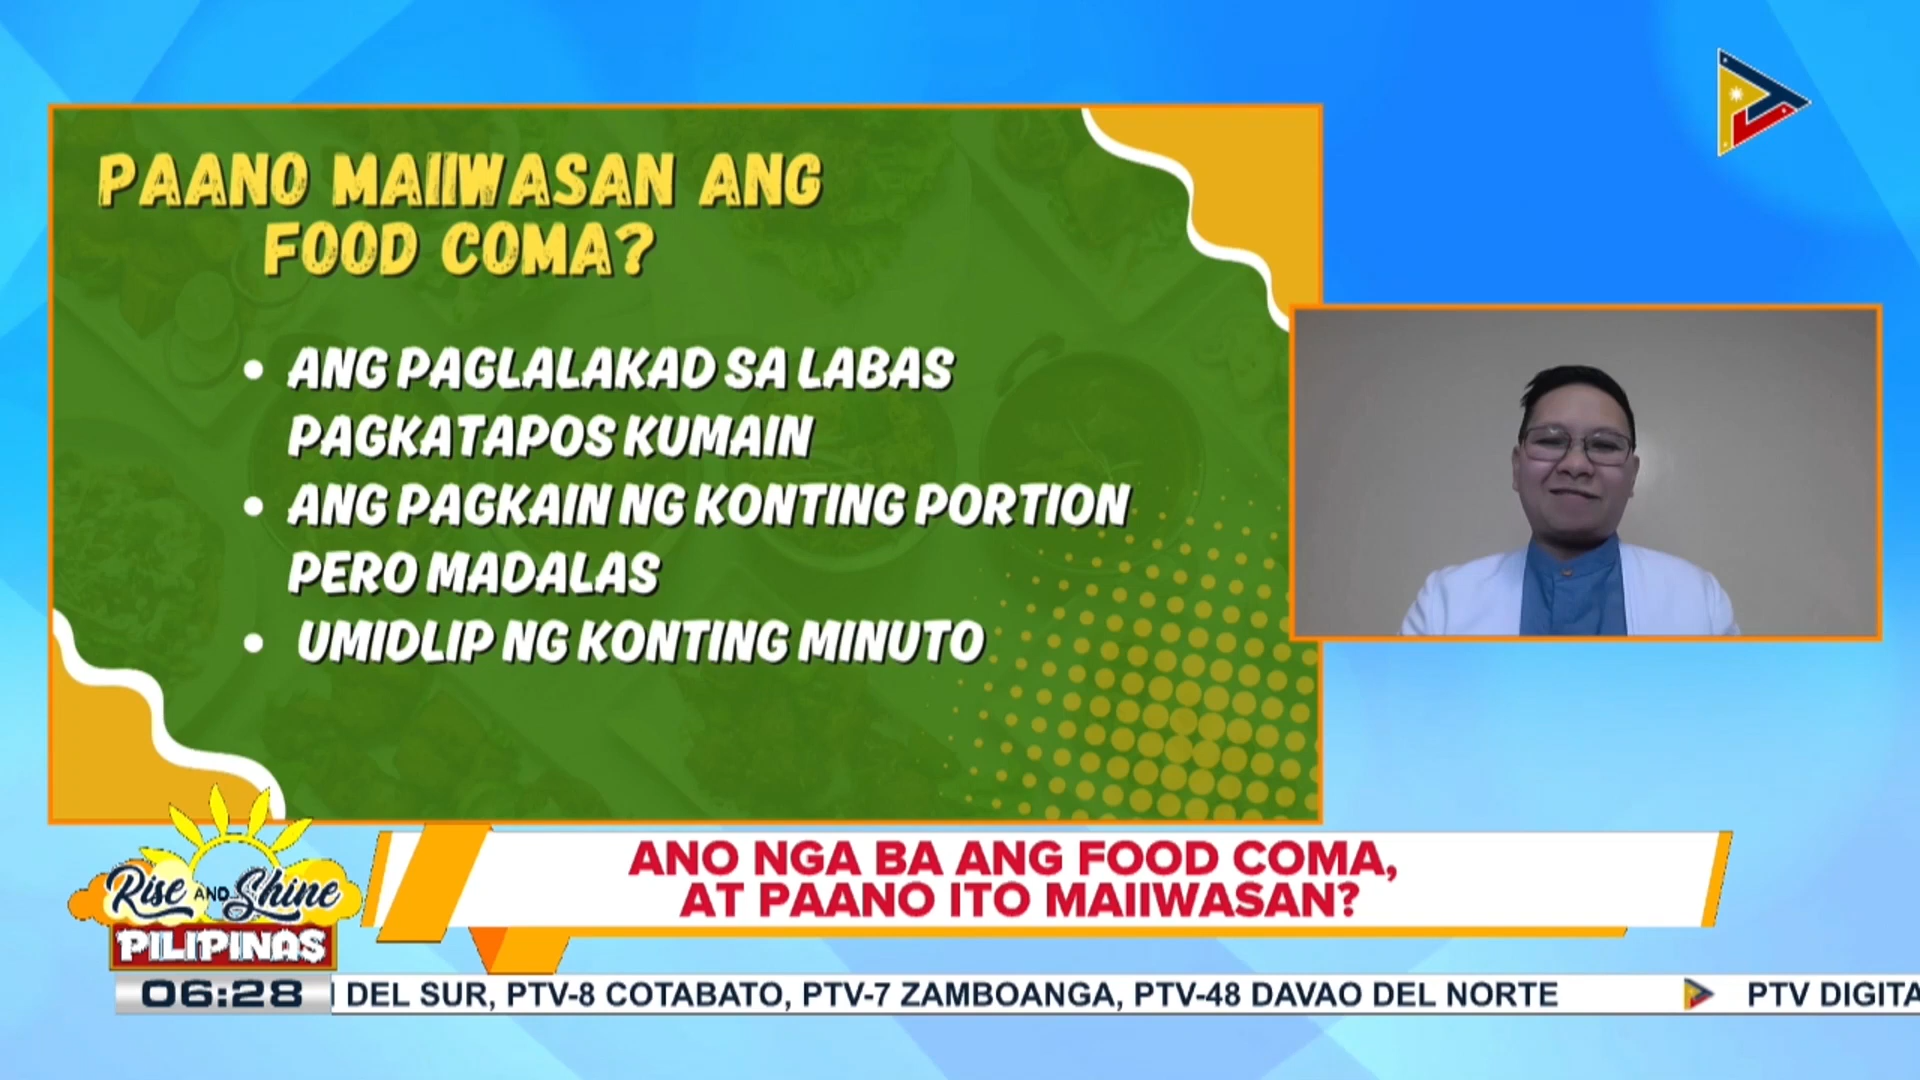 PAANO MAIIWASAN ANG
FOOD COMA?
• ANG PAGLALAKAD SA LABAS
PAGKATAPOS KUMAIN
• ANG PAGKAIN NG KONTING PORTION
PERO MADALAS
• UMIDLIP NG KONTING MINUTO
ANO NGA BA ANG FOOD COMA,
AT PAANO ITO MAIIWASAN?
Rise AND Shine
PILIPINAS
06:28
DEL SUR, PTV-8 COTABATO, PTV-7 ZAMBOANGA, PTV-48 DAVAO DEL NORTE
PTV